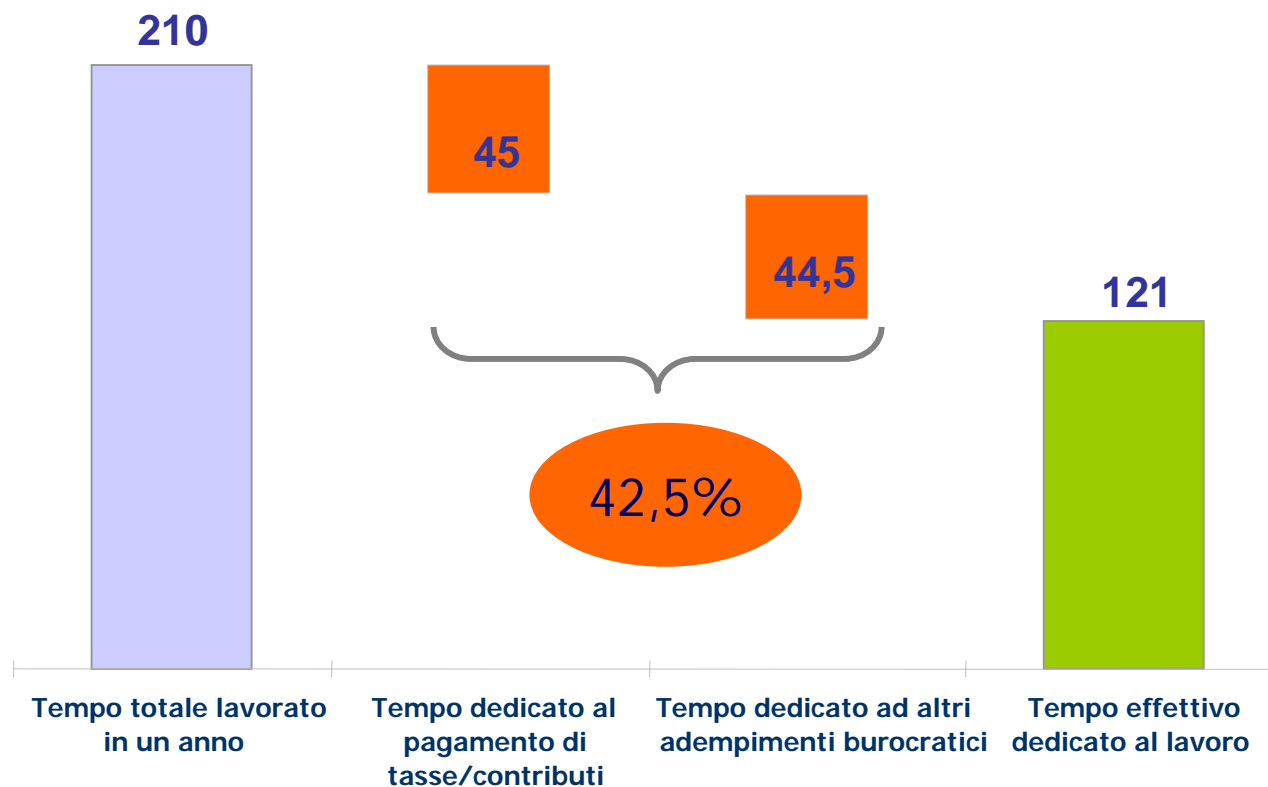 210
45
44,5
121
42,5%
Tempo totale lavorato
in un anno
Tempo dedicato al
pagamento di
tasse/contributi
Tempo dedicato ad altri
adempimenti burocratici
Tempo effettivo
dedicato al lavoro